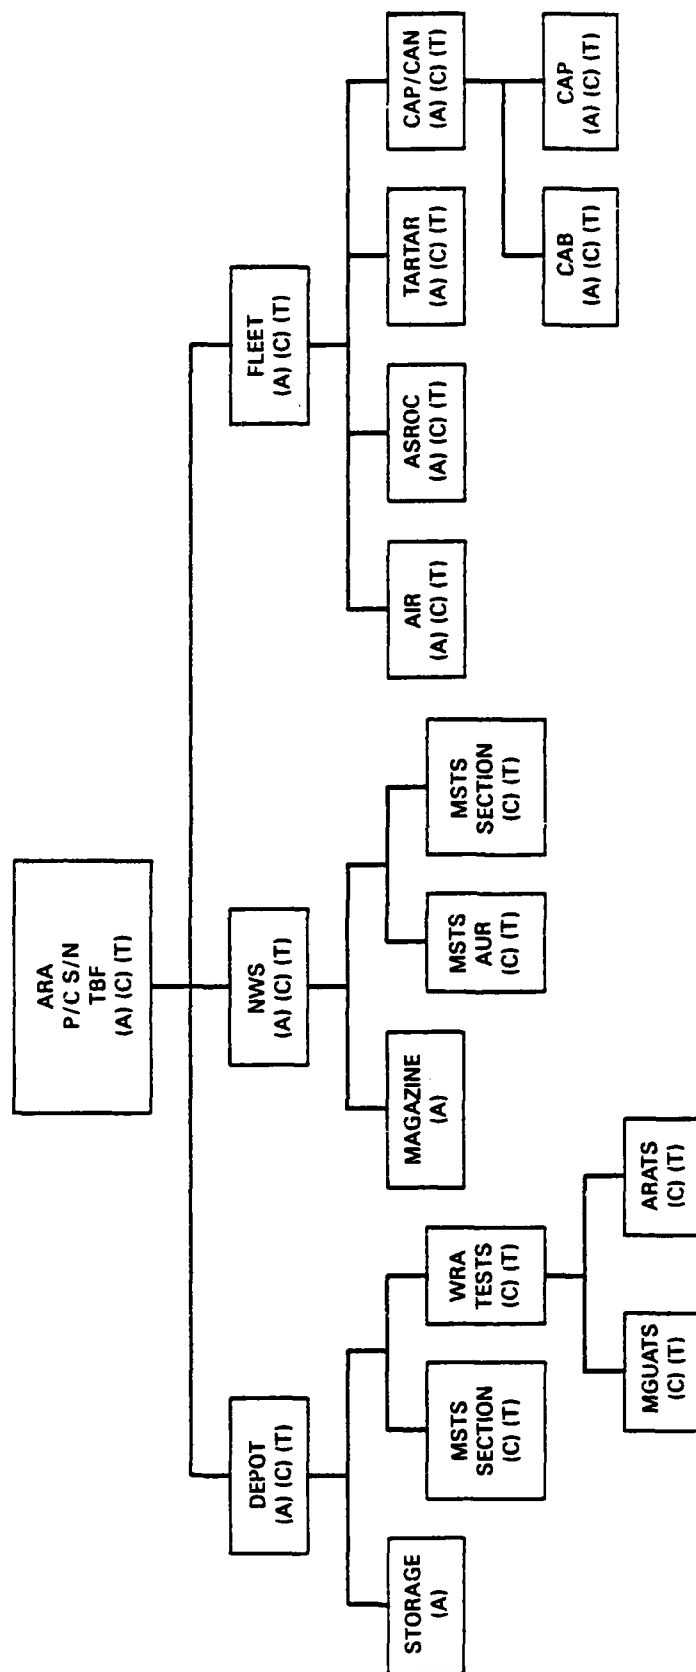 ARA
P/C S/N
TBF
(A) (C) (T)
DEPOT
(A) (C) (T)
NWS
(A) (C) (T)
FLEET
(A) (C) (T)
STORAGE
(A)
MSTS
SECTION
(C) (T)
WRA
TESTS
(C) (T)
MGUATS
(C) (T)
ARATS
(C) (T)
MAGAZINE
(A)
MSTS
AUR
(C) (T)
MSTS
SECTION
(C) (T)
AIR
(A) (C) (T)
ASROC
(A) (C) (T)
TARTAR
(A) (C) (T)
CAP/CAN
(A) (C) (T)
CAB
(A) (C) (T)
CAP
(A) (C) (T)